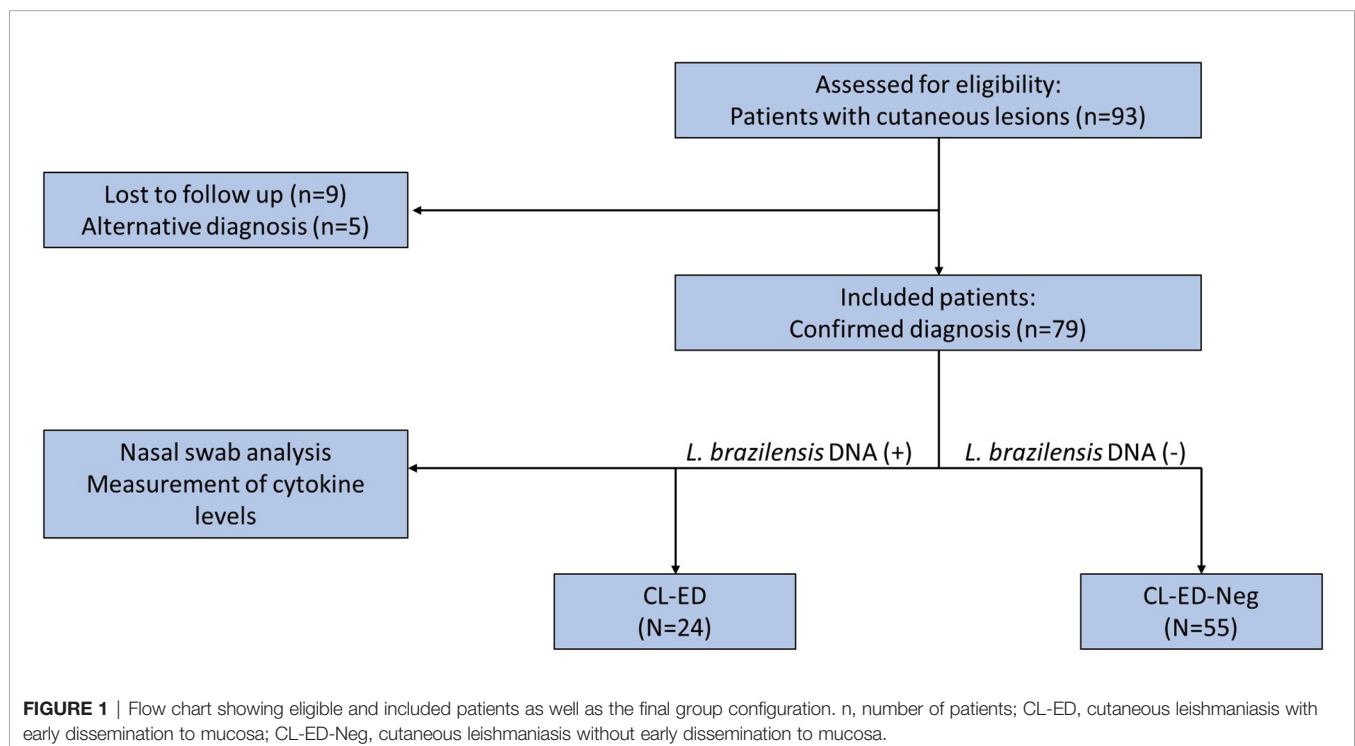 Assessed for eligibility:
Patients with cutaneous lesions (n=93)
Lost to follow up (n=9)
Alternative diagnosis (n=5)
Included patients:
Confirmed diagnosis (n=79)
Nasal swab analysis
Measurement of cytokine
levels
L. brazilensis DNA (+)
L. brazilensis DNA (-)
CL-ED
(N=24)
CL-ED-Neg
(N=55)
FIGURE 1 | Flow chart showing eligible and included patients as well as the final group configuration. n, number of patients; CL-ED, cutaneous leishmaniasis with
early dissemination to mucosa; CL-ED-Neg, cutaneous leishmaniasis without early dissemination to mucosa.